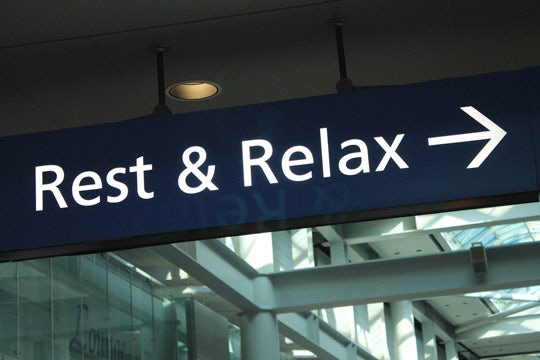 Rest & Relax →